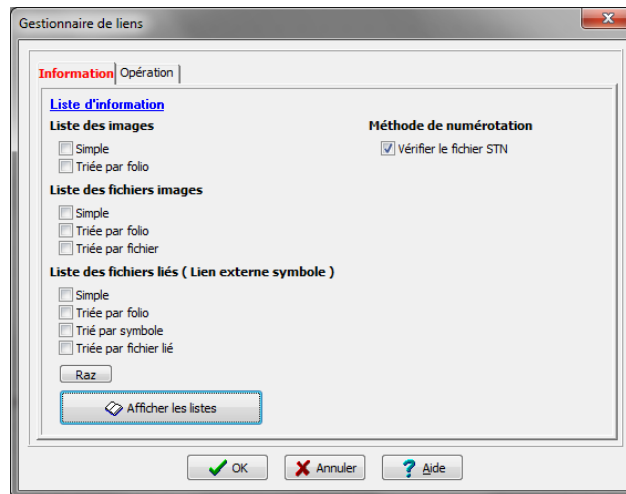 Gestionnaire de liens
Information Opération
Liste d'information
Liste des images
Simple
Triée par folio
Liste des fichiers images
Simple
Triée par folio
Triée par fichier
Liste des fichiers liés ( Lien externe symbole )
Simple
Triée par folio
Trié par symbole
Triée par fichier lié
Raz
Afficher les listes
Méthode de numérotation
Vérifier le fichier STN
OK Annuler ? Aide